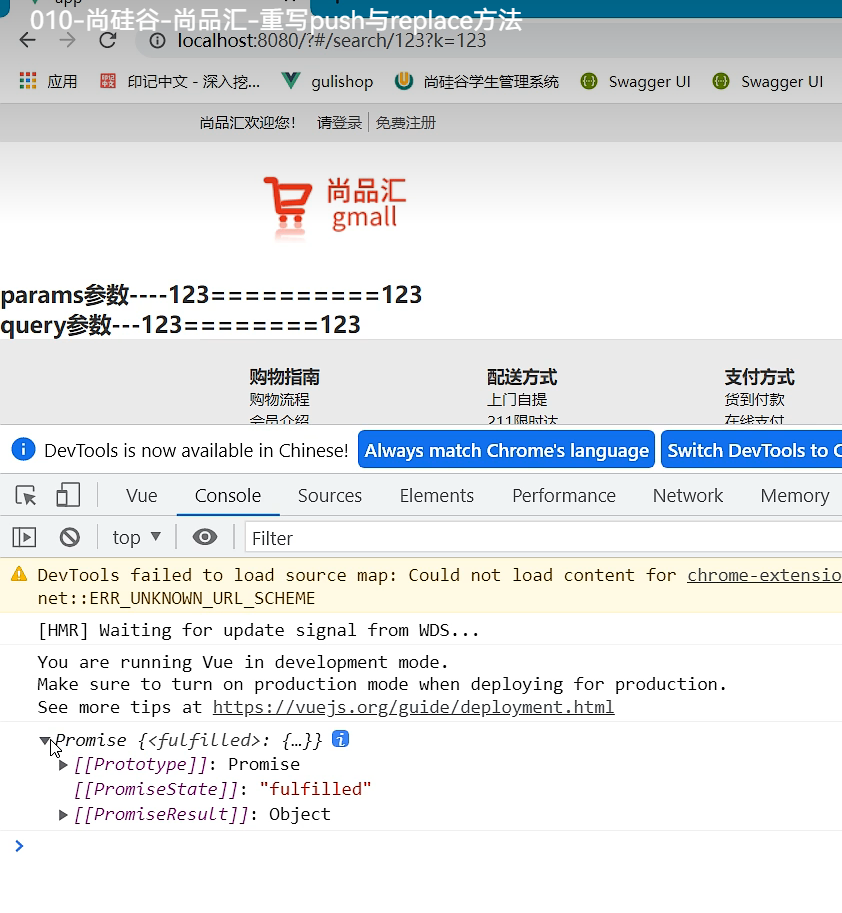 app
010-尚硅谷-尚品汇-重写push与replace方法
localhost:8080/?#/search/123?k=123
应用 印记中文 - 深入挖... gulishop 尚硅谷学生管理系统 Swagger UI Swagger UI
尚品汇欢迎您! 请登录 免费注册
尚品汇
gmall
params参数----123==========123
query参数---123========123
购物指南 配送方式 支付方式
购物流程 上门自提 货到付款
会员介绍 211限时达 在线支付
DevTools is now available in Chinese! Always match Chrome's language Switch DevTools to C
Vue Console Sources Elements Performance Network Memory
top Filter
DevTools failed to load source map: Could not load content for chrome-extensio
net::ERR_UNKNOWN_URL_SCHEME
[HMR] Waiting for update signal from WDS...
You are running Vue in development mode.
Make sure to turn on production mode when deploying for production.
See more tips at https://vuejs.org/guide/deployment.html
Promise {<fulfilled>: {…}}
[[Prototype]]: Promise
[[PromiseState]]: "fulfilled"
[[PromiseResult]]: Object